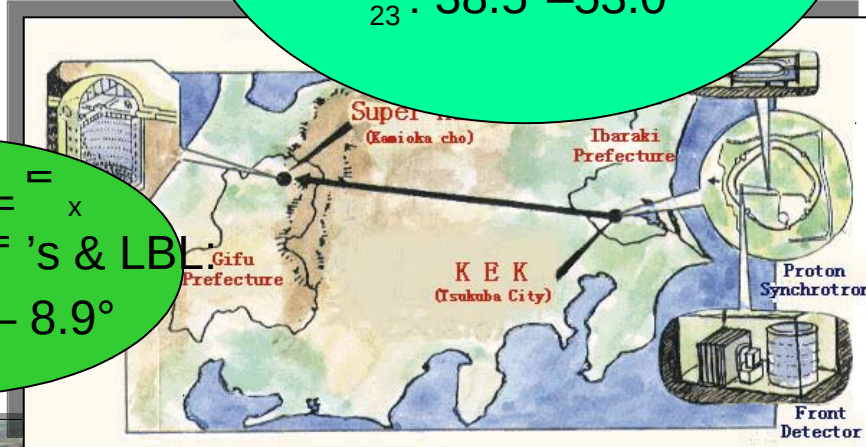 23 : 38.5 –53.0
Super
(Kamioka cho)
Ibaraki
Prefecture
x
's & LBL:
– 8.9°
Gifu
Prefecture
K E K
(Tsukuba City)
Proton
Synchrotron
Front
Detector